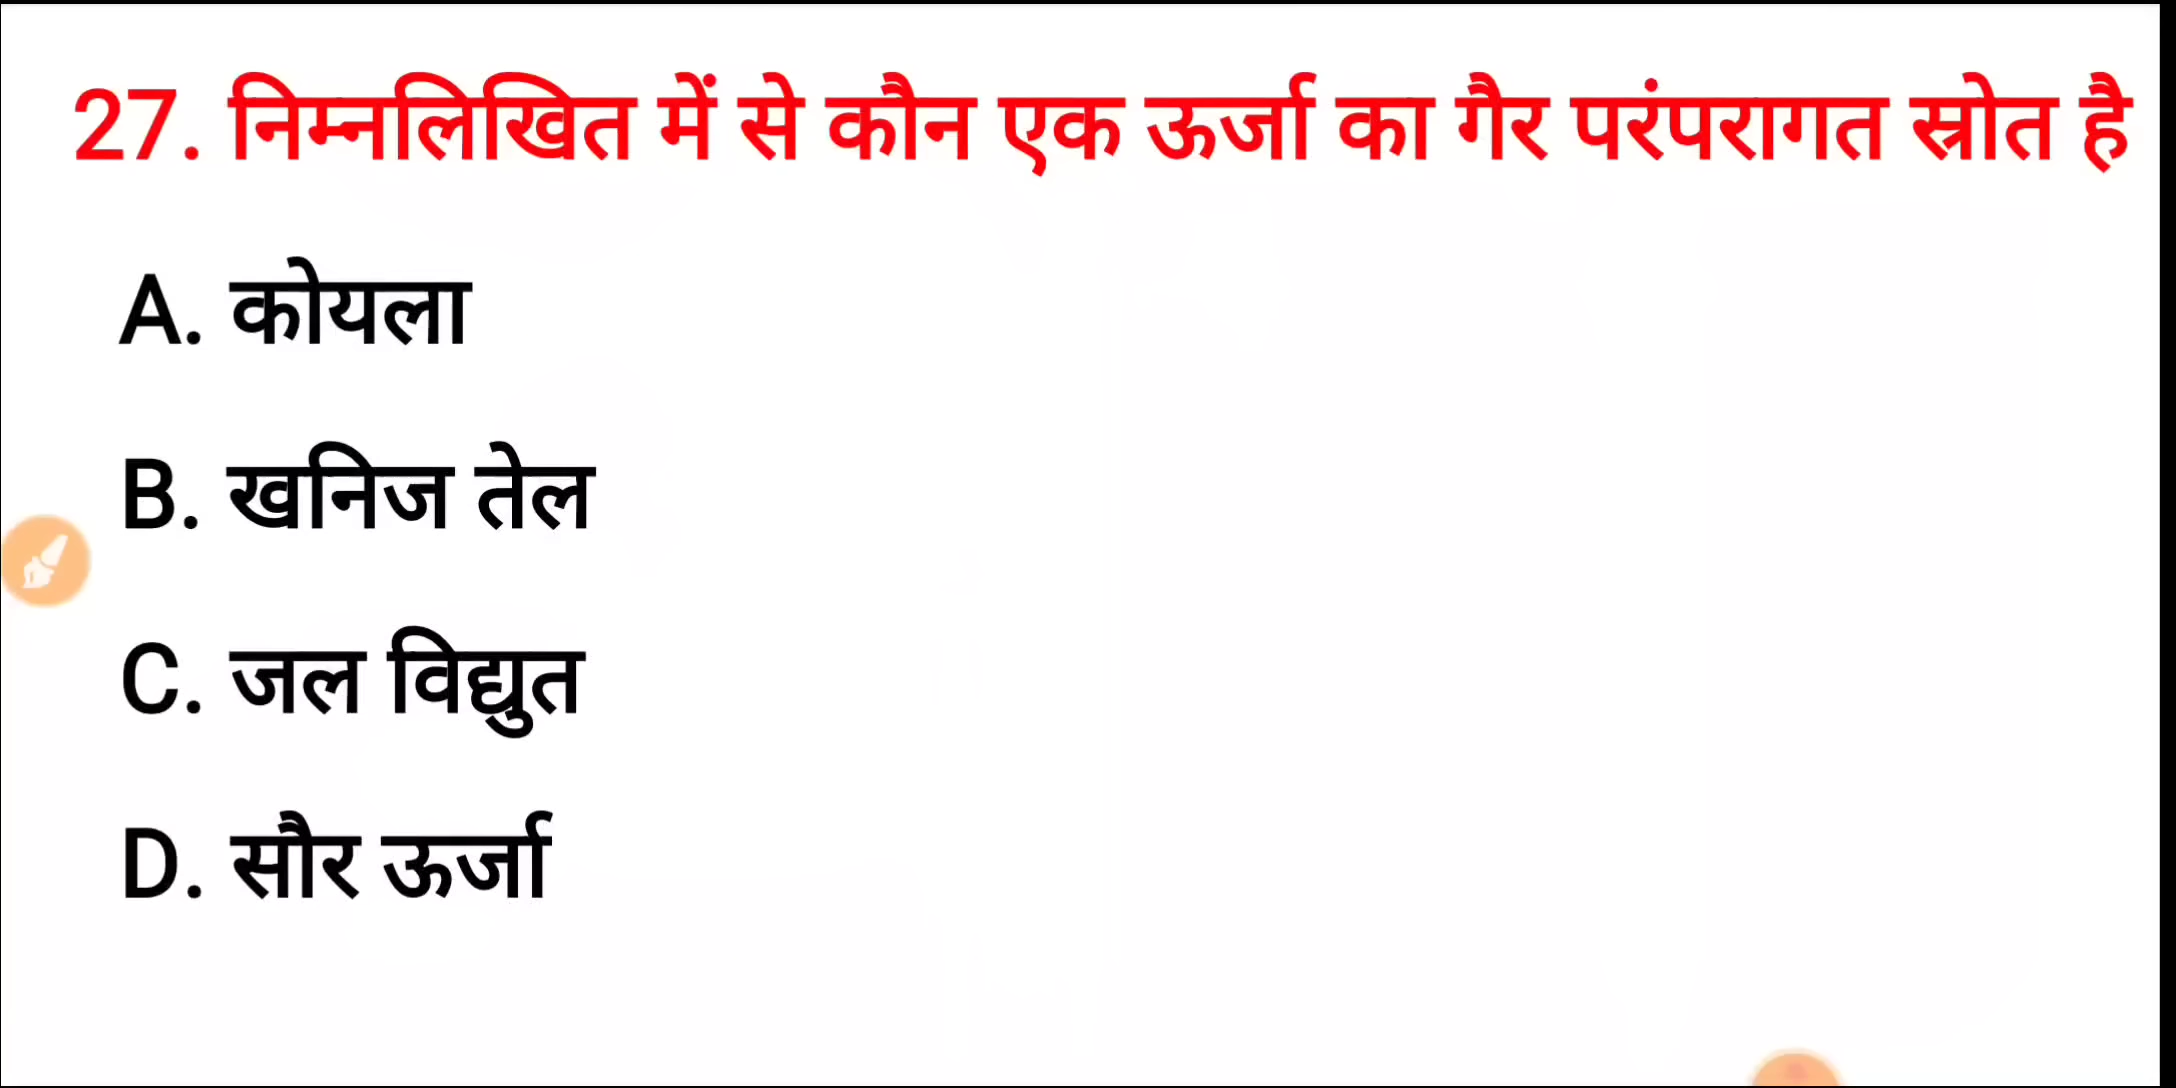 27. निम्नलिखित में से कौन एक ऊर्जा का गैर परंपरागत स्रोत है
A. कोयला
B. खनिज तेल
C. जल विद्युत
D. सौर ऊर्जा